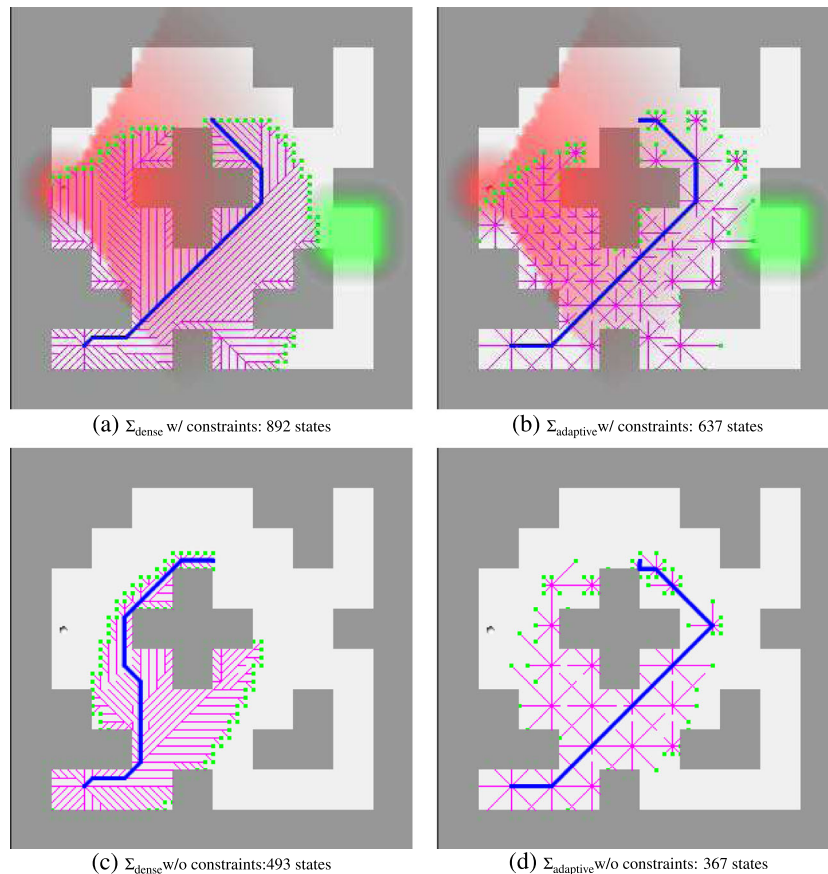 (a) Σdense w/ constraints: 892 states
(b) Σadaptive w/ constraints: 637 states
(c) Σdense w/o constraints:493 states
(d) Σadaptive w/o constraints: 367 states